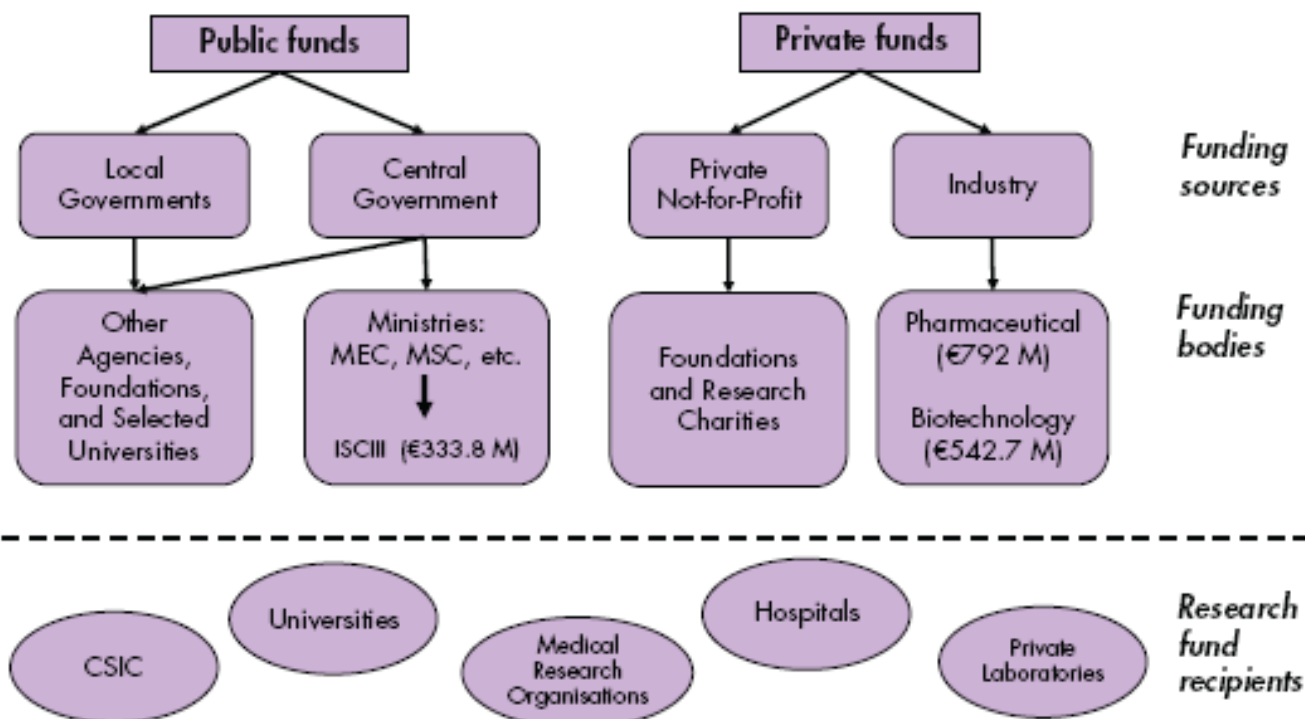 Public funds
Private funds
Local
Governments
Central
Government
Private
Not-for-Profit
Industry
Funding
sources
Other
Agencies,
Foundations,
and Selected
Universities
Ministries:
MEC, MSC, etc.
ISCIII (€333.8 M)
Foundations
and Research
Charities
Pharmaceutical
(€792 M)
Biotechnology
(€542.7 M)
Funding
bodies
CSIC
Universities
Medical
Research
Organisations
Hospitals
Private
Laboratories
Research
fund
recipients